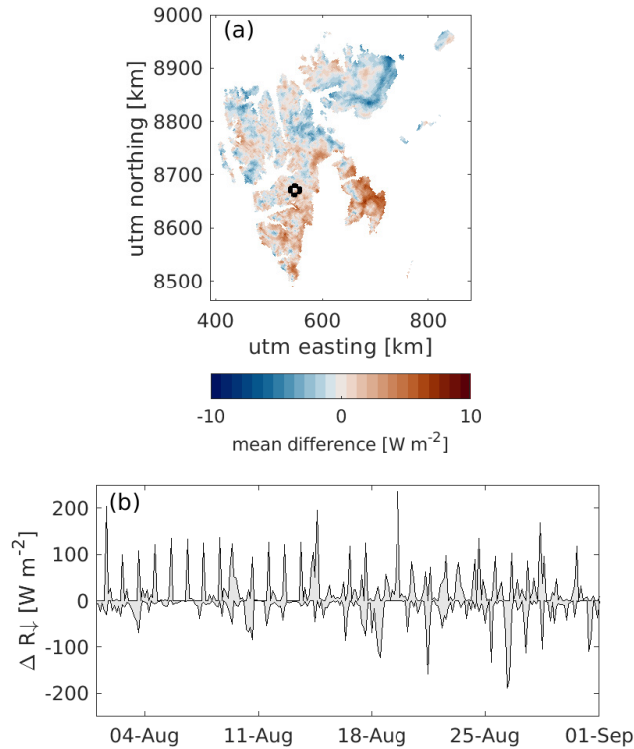 (a)
utm northing [km]
9000
8900
8800
8700
8600
8500
400 600 800
utm easting [km]
-10 0 10
mean difference [W m⁻²]
(b)
Δ R↓ [W m⁻²]
200
100
0
-100
-200
04-Aug 11-Aug 18-Aug 25-Aug 01-Sep